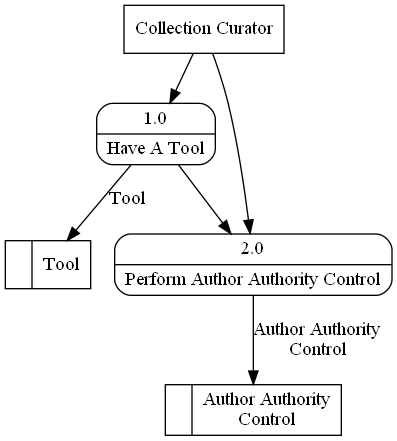 Collection Curator
1.0
Have A Tool
Tool
Tool
2.0
Perform Author Authority Control
Author Authority
Control
Author Authority
Control